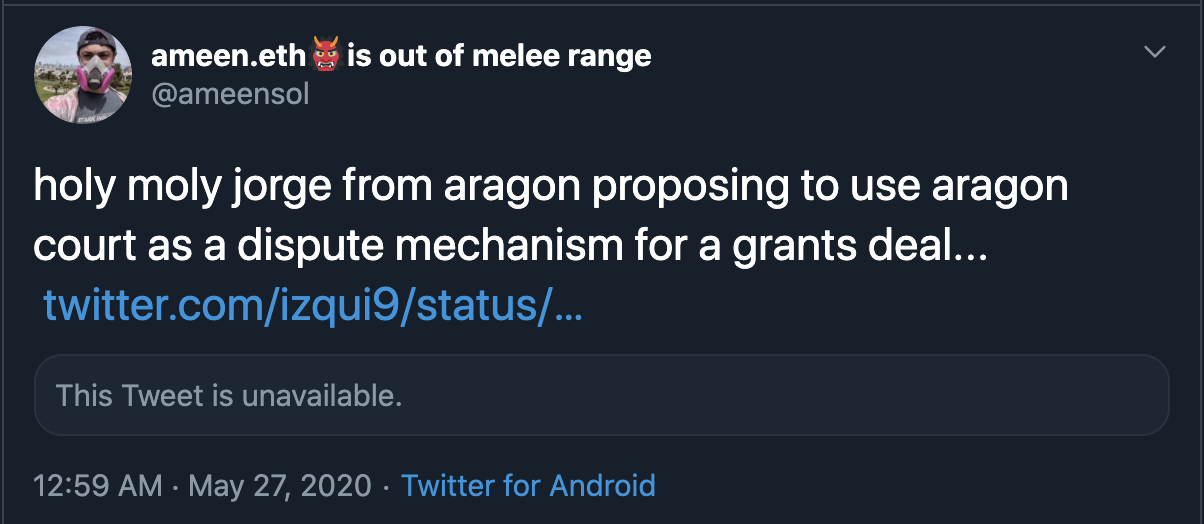 ameen.eth👹is out of melee range
@ameensol
holy moly jorge from aragon proposing to use aragon
court as a dispute mechanism for a grants deal...
twitter.com/izqui9/status/...
This Tweet is unavailable.
12:59 AM · May 27, 2020 · Twitter for Android